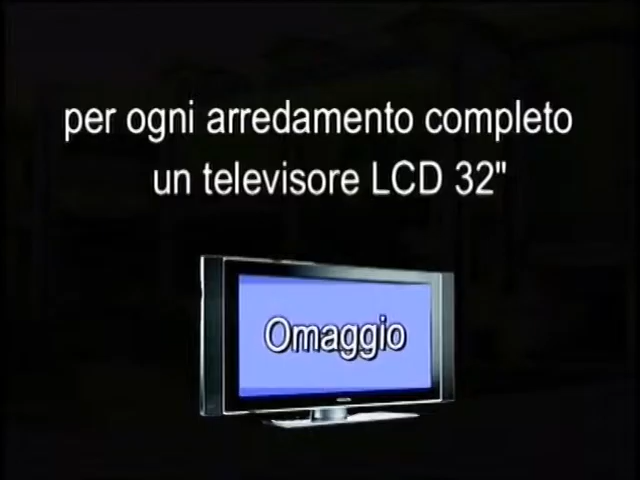 per ogni arredamento completo
un televisore LCD 32"
Omaggio